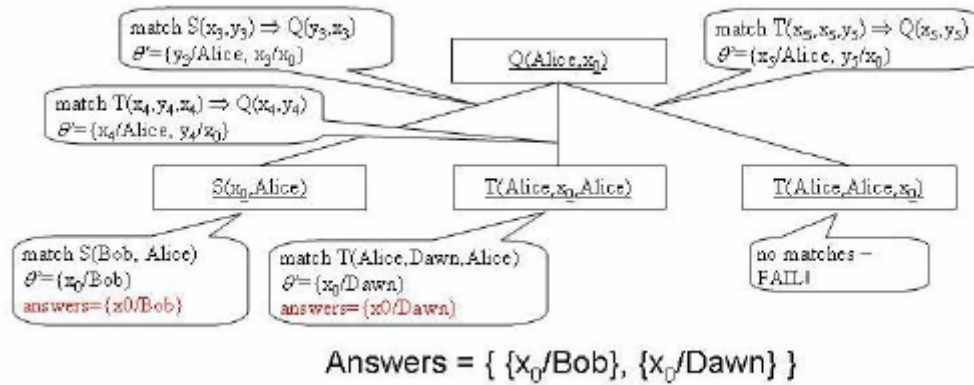 match S(x₃,y₃) ⇒ Q(y₃,x₃)
θ'={y₃/Alice, x₃/x₀}
match T(x₅,x₅,y₅) ⇒ Q(x₅,y₅)
θ'={x₅/Alice, y₅/x₀}
Q(Alice,x₀)
match T(x₄,y₄,x₄) ⇒ Q(x₄,y₄)
θ'={x₄/Alice, y₄/x₀}
S(x₀,Alice)
T(Alice,x₀,Alice)
T(Alice,Alice,x₀)
match S(Bob, Alice)
θ'={x₀/Bob}
answers={x0/Bob}
match T(Alice,Dawn,Alice)
θ'={x₀/Dawn}
answers={x0/Dawn}
no matches –
FAIL!
Answers = { {x₀/Bob}, {x₀/Dawn} }